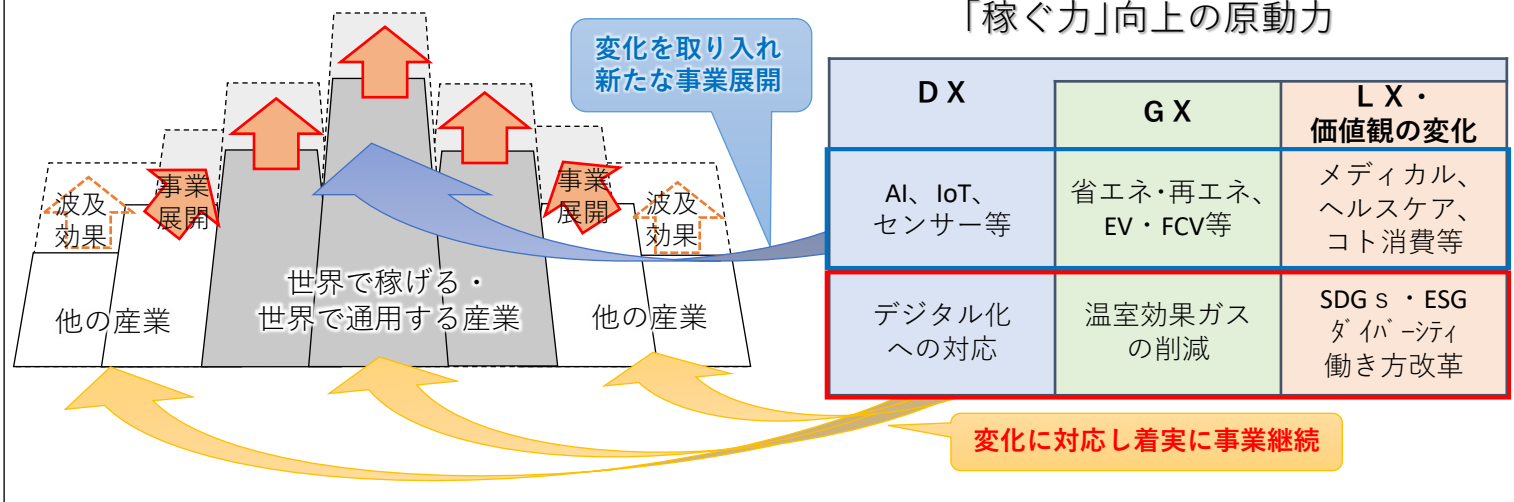 「稼ぐ力」向上の原動力
変化を取り入れ
新たな事業展開
ＤＸ
ＧＸ
ＬＸ・
価値観の変化
AI、IoT、
センサー等
省エネ・再エネ、
EV・FCV等
メディカル、
ヘルスケア、
コト消費等
デジタル化
への対応
温室効果ガス
の削減
SDGｓ・ESG
ﾀﾞｲﾊﾞｰｼﾃｨ
働き方改革
波及
効果
事業
展開
事業
展開
波及
効果
他の産業
世界で稼げる・
世界で通用する産業
他の産業
変化に対応し着実に事業継続